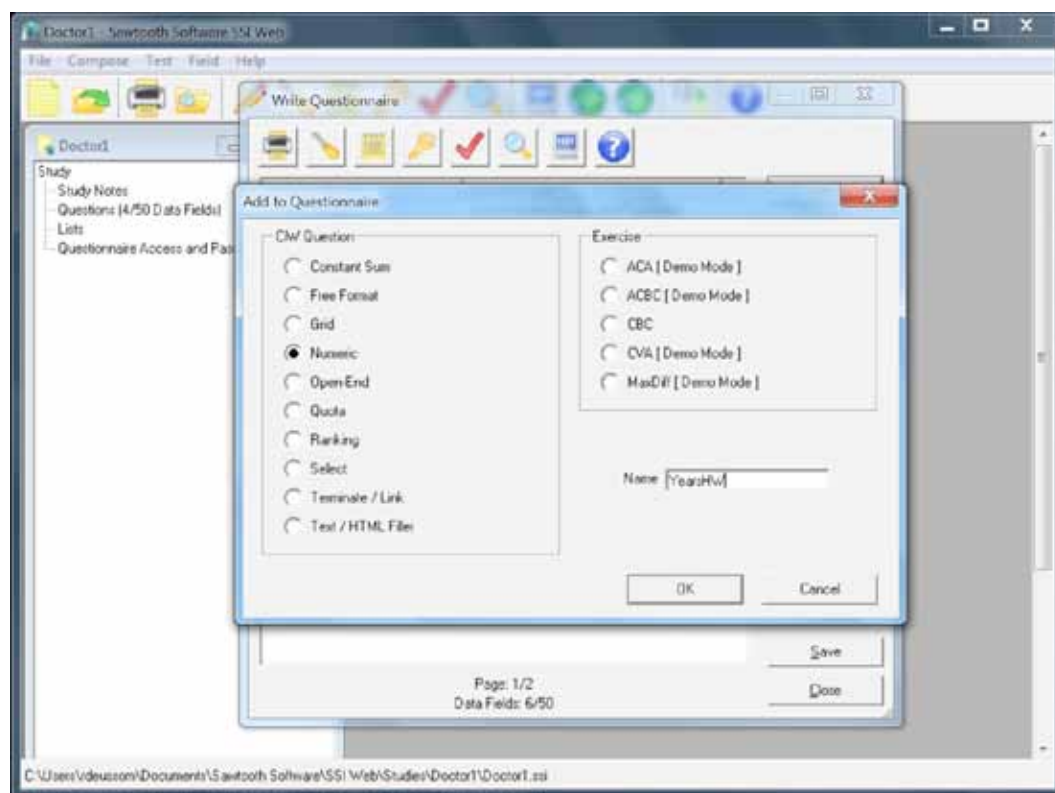 Doctor1 - Sawtooth Software SSI Web
File Compose Test Field Help
Write Questionnaire
Doctor1
Study
Study Notes
Questions (4/50 Data Fields)
Lists
Questionnaire Access and Pas
Add to Questionnaire
CiW Question
Constant Sum
Free Format
Grid
Numeric
Open-End
Quota
Ranking
Select
Terminate / Link
Text / HTML Filler
Exercise
ACA [ Demo Mode ]
ACBC [ Demo Mode ]
CBC
CVA [ Demo Mode ]
MaxDiff [ Demo Mode ]
Name YearsHW
OK Cancel
Save
Page: 1/2
Data Fields: 6/50
Close
C:\Users\vdeussom\Documents\Sawtooth Software\SSI Web\Studies\Doctor1\Doctor1.ssi